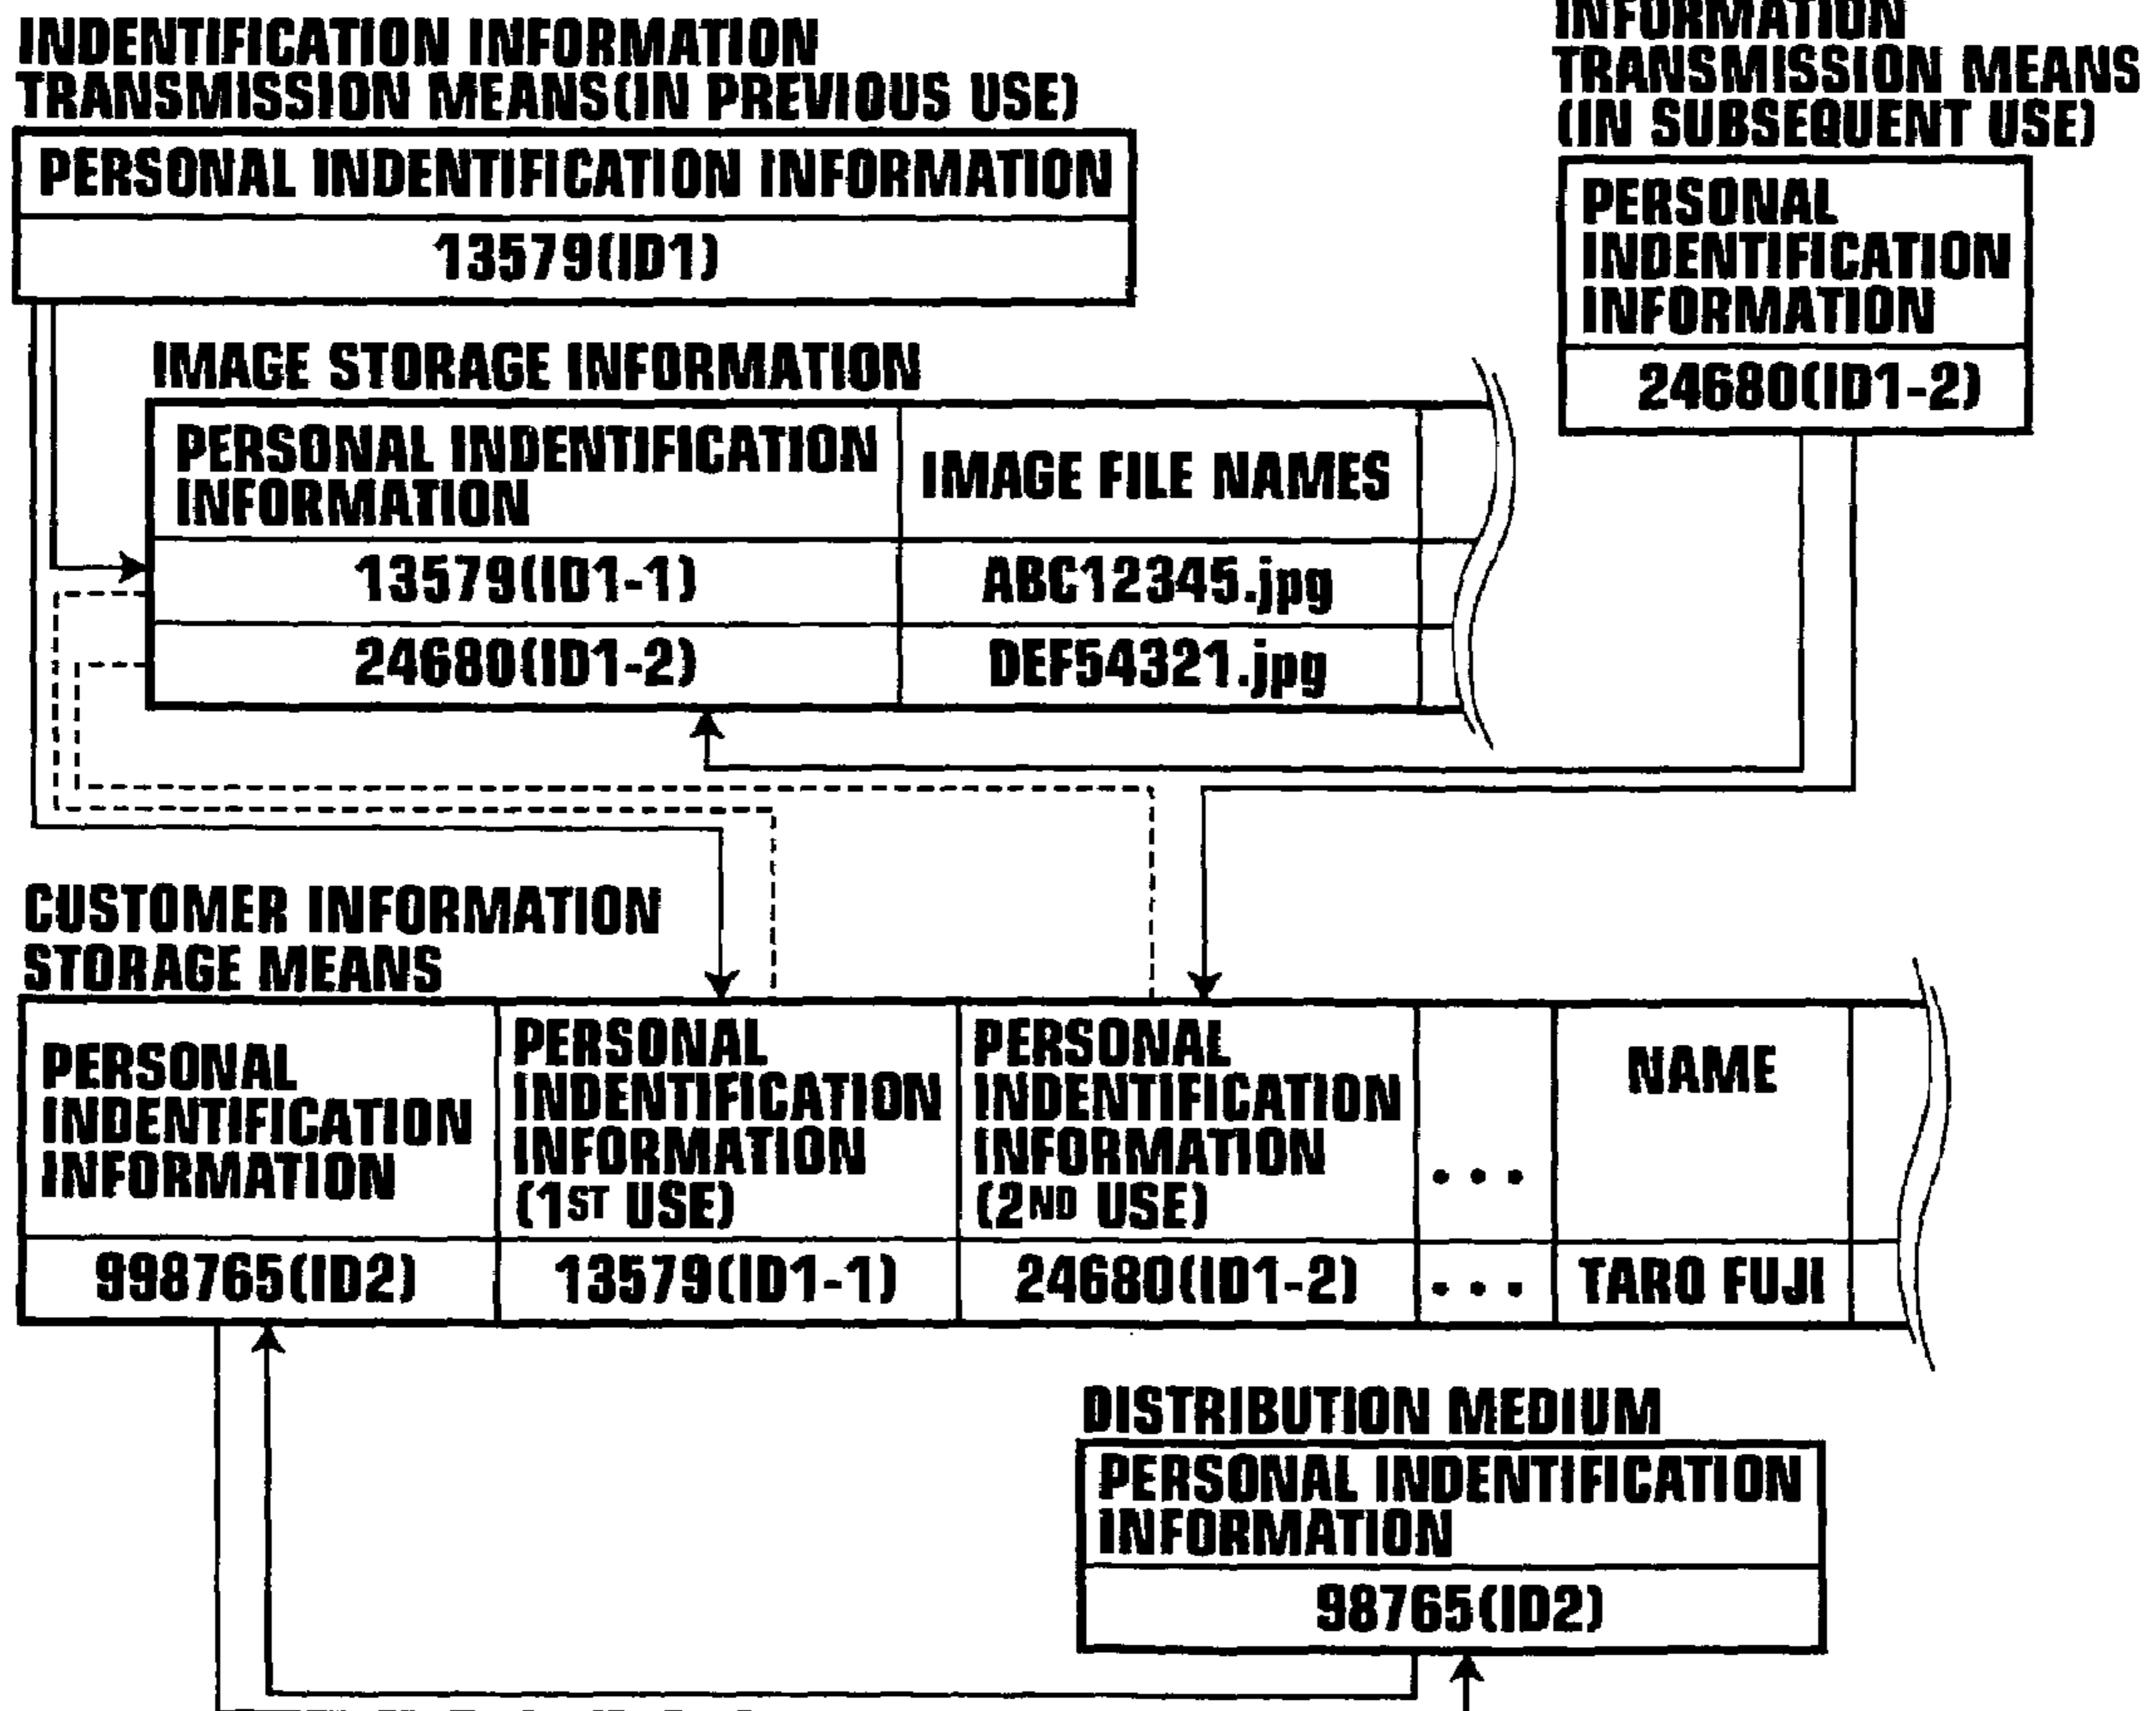 INDENTIFICATION INFORMATION
TRANSMISSION MEANS(IN PREVIOUS USE)
PERSONAL INDENTIFICATION INFORMATION
13579(ID1)
INFORMATION
TRANSMISSION MEANS
(IN SUBSEQUENT USE)
PERSONAL
INDENTIFICATION
INFORMATION
24680(ID1-2)
IMAGE STORAGE INFORMATION
PERSONAL INDENTIFICATION
INFORMATION
IMAGE FILE NAMES
13579(ID1-1)
ABC12345.jpg
24680(ID1-2)
DEF54321.jpg
CUSTOMER INFORMATION
STORAGE MEANS
PERSONAL
INDENTIFICATION
INFORMATION
PERSONAL
INDENTIFICATION
INFORMATION
(1ST USE)
PERSONAL
INDENTIFICATION
INFORMATION
(2ND USE)
...
NAME
998765(ID2)
13579(ID1-1)
24680(ID1-2)
...
TARO FUJI
DISTRIBUTION MEDIUM
PERSONAL INDENTIFICATION
INFORMATION
98765(ID2)